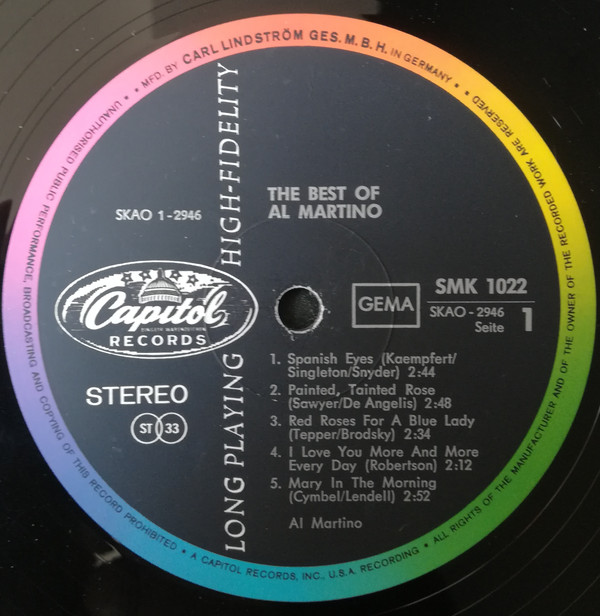 • • MFD. BY CARL LINDSTRÖM GES. M. B. H. IN GERMANY • •
UNAUTHORISED PUBLIC PERFORMANCE, BROADCASTING AND COPYING OF THIS RECORD PROHIBITED • A CAPITOL RECORDS, INC., U.S.A. RECORDING • ALL RIGHTS OF THE MANUFACTURER AND OF THE OWNER OF THE RECORDED WORK ARE RESERVED
LONG PLAYING HIGH-FIDELITY
SKAO 1-2946
THE BEST OF
AL MARTINO
Capitol
RECORDS
STEREO
ST 33
GEMA
SMK 1022
SKAO-2946
Seite 1
1. Spanish Eyes (Kaempfert/
Singleton/Snyder) 2:44
2. Painted, Tainted Rose
(Sawyer/De Angelis) 2:48
3. Red Roses For A Blue Lady
(Tepper/Brodsky) 2:34
4. I Love You More And More
Every Day (Robertson) 2:12
5. Mary In The Morning
(Cymbel/Lendell) 2:52
Al Martino